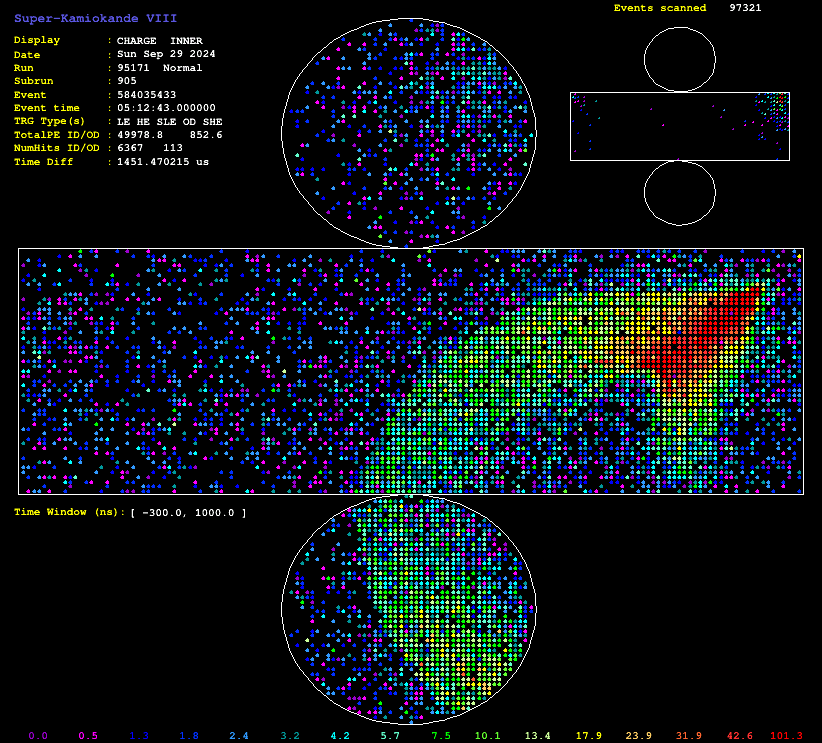 Super-Kamiokande VIII
Events scanned 97321
Display : CHARGE INNER
Date : Sun Sep 29 2024
Run : 95171 Normal
Subrun : 905
Event : 584035433
Event time : 05:12:43.000000
TRG Type(s) : LE HE SLE OD SHE
TotalPE ID/OD : 49978.8 852.6
NumHits ID/OD : 6367 113
Time Diff : 1451.470215 us
Time Window (ns): [ -300.0, 1000.0 ]
0.0 0.5 1.3 1.8 2.4 3.2 4.2 5.7 7.5 10.1 13.4 17.9 23.9 31.9 42.6 101.3